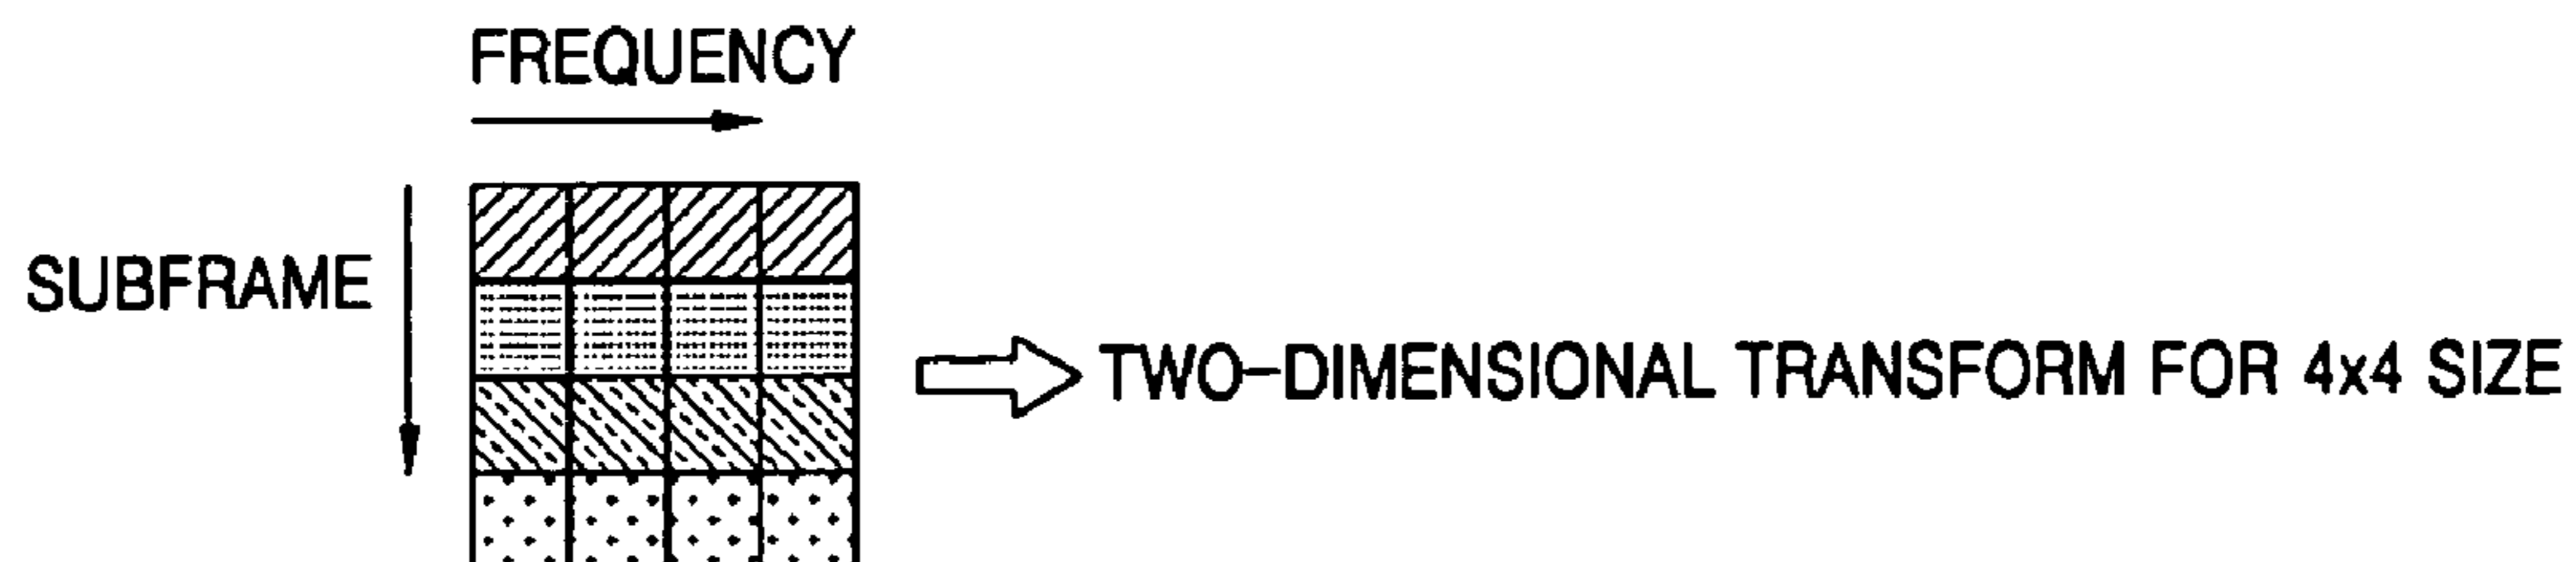 FREQUENCY
SUBFRAME
TWO-DIMENSIONAL TRANSFORM FOR 4x4 SIZE